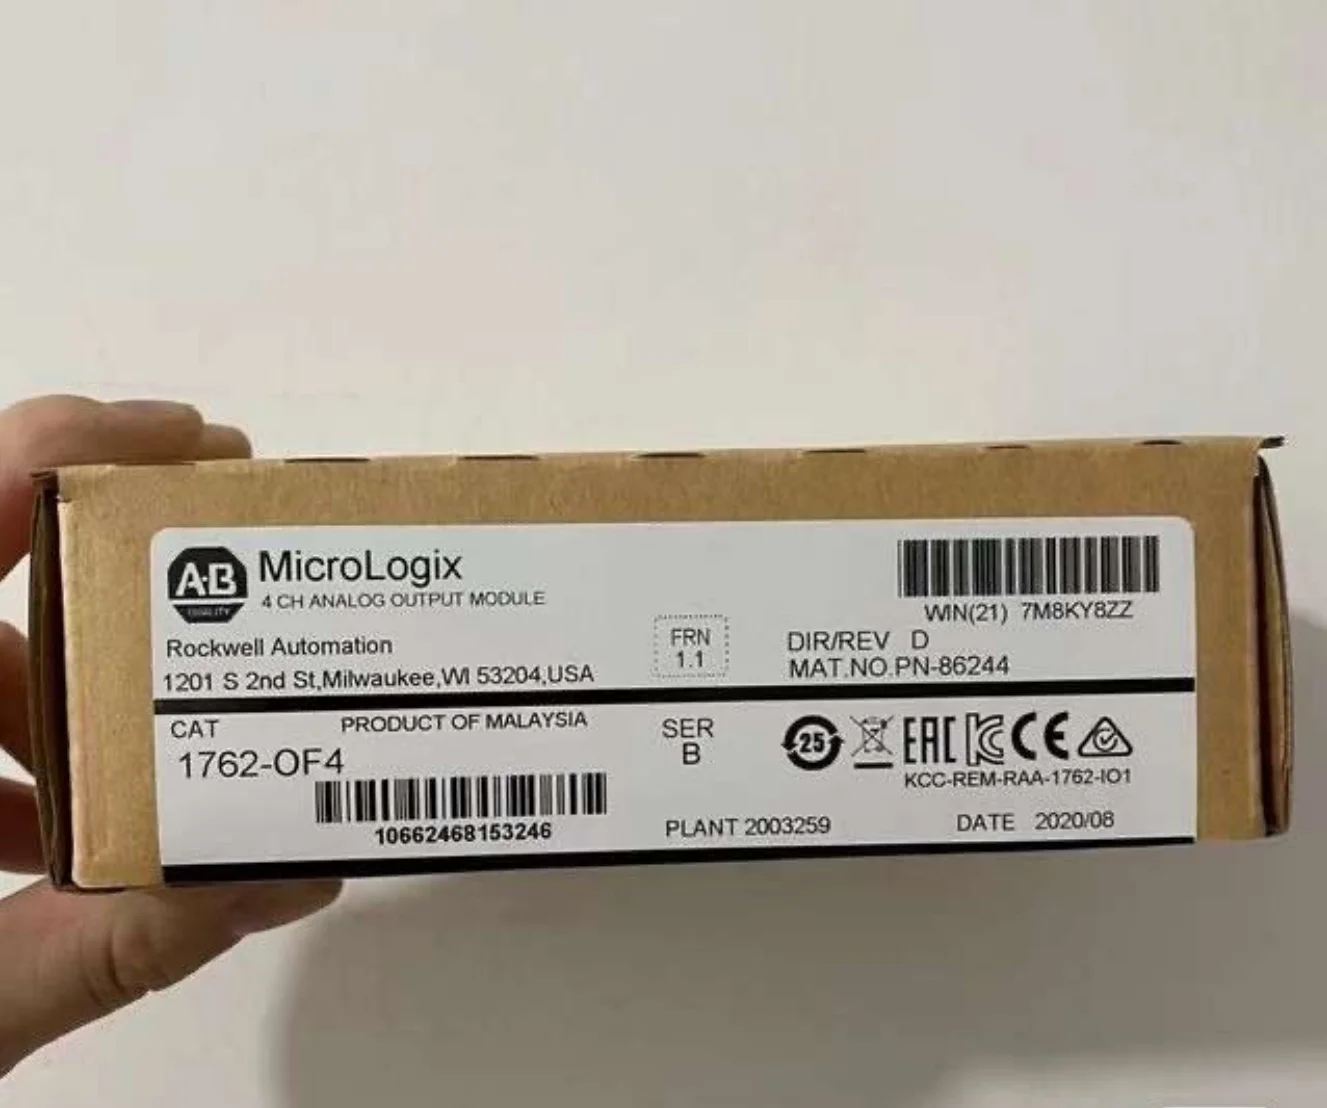 A·B
QUALITY
MicroLogix
4 CH ANALOG OUTPUT MODULE
Rockwell Automation
1201 S 2nd St,Milwaukee,WI 53204,USA
FRN
1.1
WIN(21) 7M8KY8ZZ
DIR/REV D
MAT.NO.PN-86244
CAT
1762-OF4
PRODUCT OF MALAYSIA
10662468153246
SER
B
25
EAC
CE
KCC-REM-RAA-1762-IO1
PLANT 2003259
DATE 2020/08